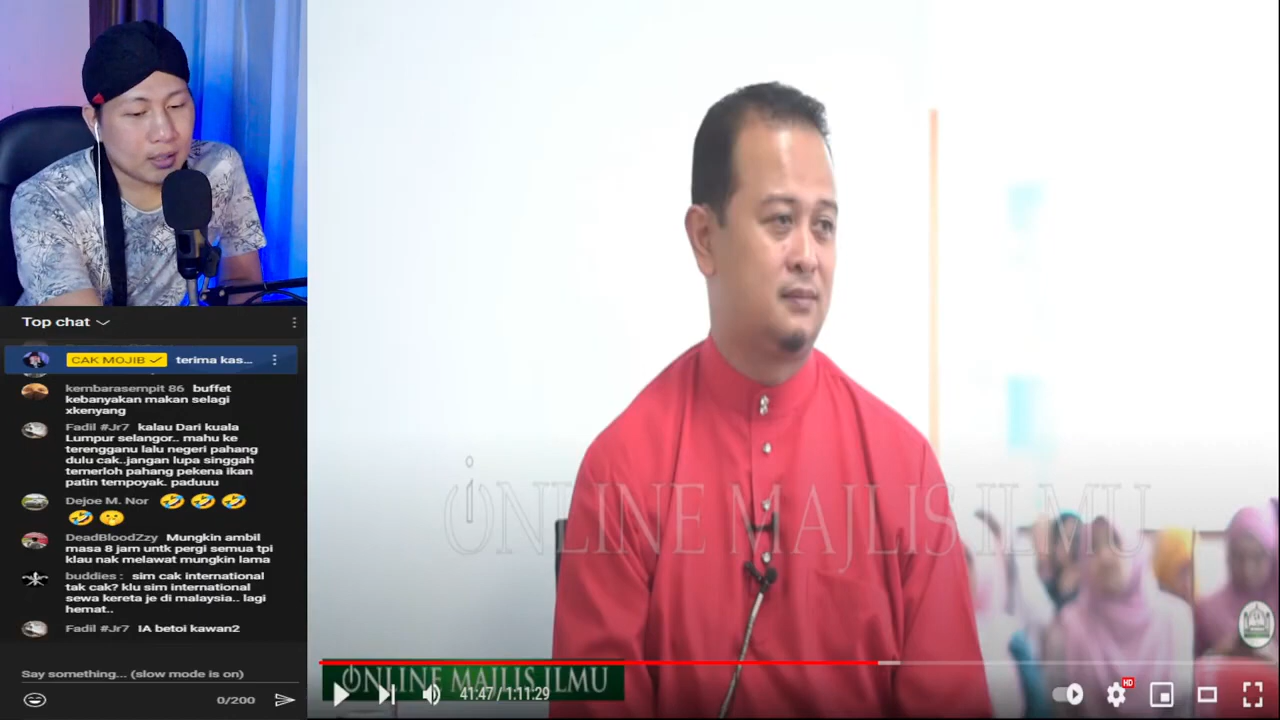 Top chat
CAK MOJIB terima kas...
kembarasempit 86 buffet
kebanyakan makan selagi
xkenyang
Fadil #Jr7 kalau Dari kuala
Lumpur selangor.. mahu ke
terengganu lalu negeri pahang
dulu cak..jangan lupa singgah
temerloh pahang pekena ikan
patin tempoyak. paduuu
Dejoe M. Nor 🤣🤣🤣
🤣🤫
DeadBloodZzy Mungkin ambil
masa 8 jam untk pergi semua tpi
klau nak melawat mungkin lama
buddies : sim cak international
tak cak? klu sim international
sewa kereta je di malaysia.. lagi
hemat..
Fadil #Jr7 IA betoi kawan2
Say something... (slow mode is on)
0/200
ONLINE MAJLIS ILMU
ONLINE MAJLIS ILMU
41:47 / 1:11:29
HD